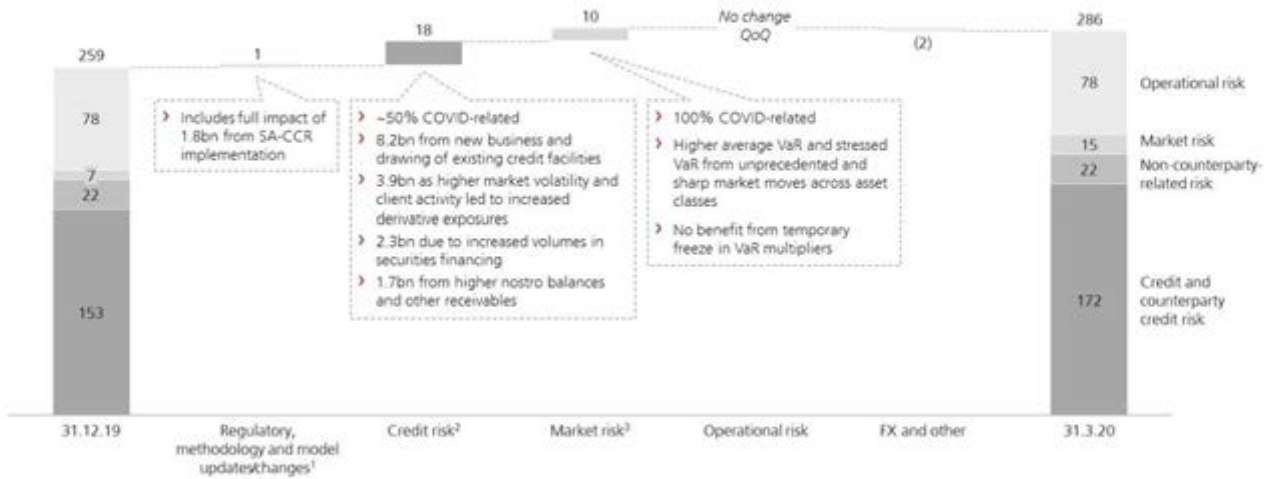 259
1
18
10
No change
QoQ
(2)
286
78
7
22
153
› Includes full impact of
1.8bn from SA-CCR
implementation
› ~50% COVID-related
› 8.2bn from new business and
drawing of existing credit facilities
› 3.9bn as higher market volatility and
client activity led to increased
derivative exposures
› 2.3bn due to increased volumes in
securities financing
› 1.7bn from higher nostro balances
and other receivables
› 100% COVID-related
› Higher average VaR and stressed
VaR from unprecedented and
sharp market moves across asset
classes
› No benefit from temporary
freeze in VaR multipliers
78
Operational risk
15
Market risk
22
Non-counterparty-
related risk
172
Credit and
counterparty
credit risk
31.12.19
Regulatory,
methodology and model
updates/changes¹
Credit risk²
Market risk³
Operational risk
FX and other
31.3.20